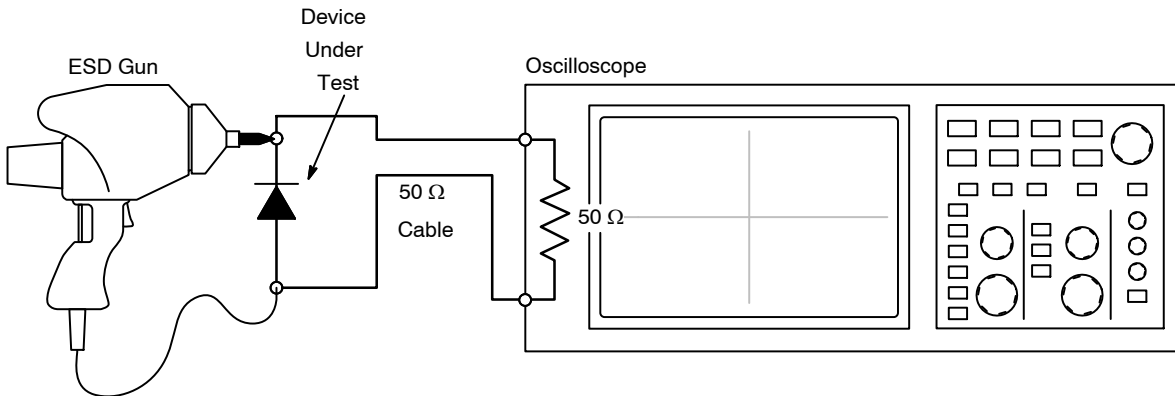 Device
Under
Test
ESD Gun
Oscilloscope
50 Ω
Cable
50 Ω